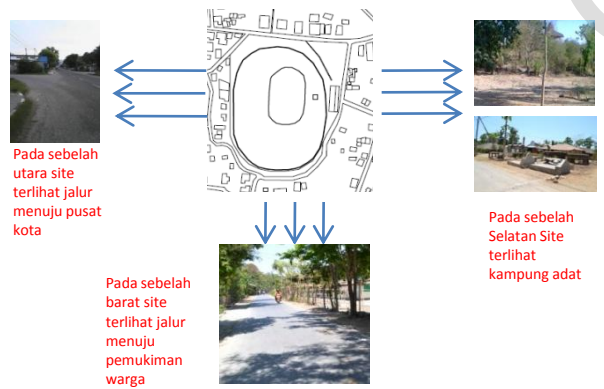 Pada sebelah
utara site
terlihat jalur
menuju pusat
kota
Pada sebelah
Selatan Site
terlihat
kampung adat
Pada sebelah
barat site
terlihat jalur
menuju
pemukiman
warga